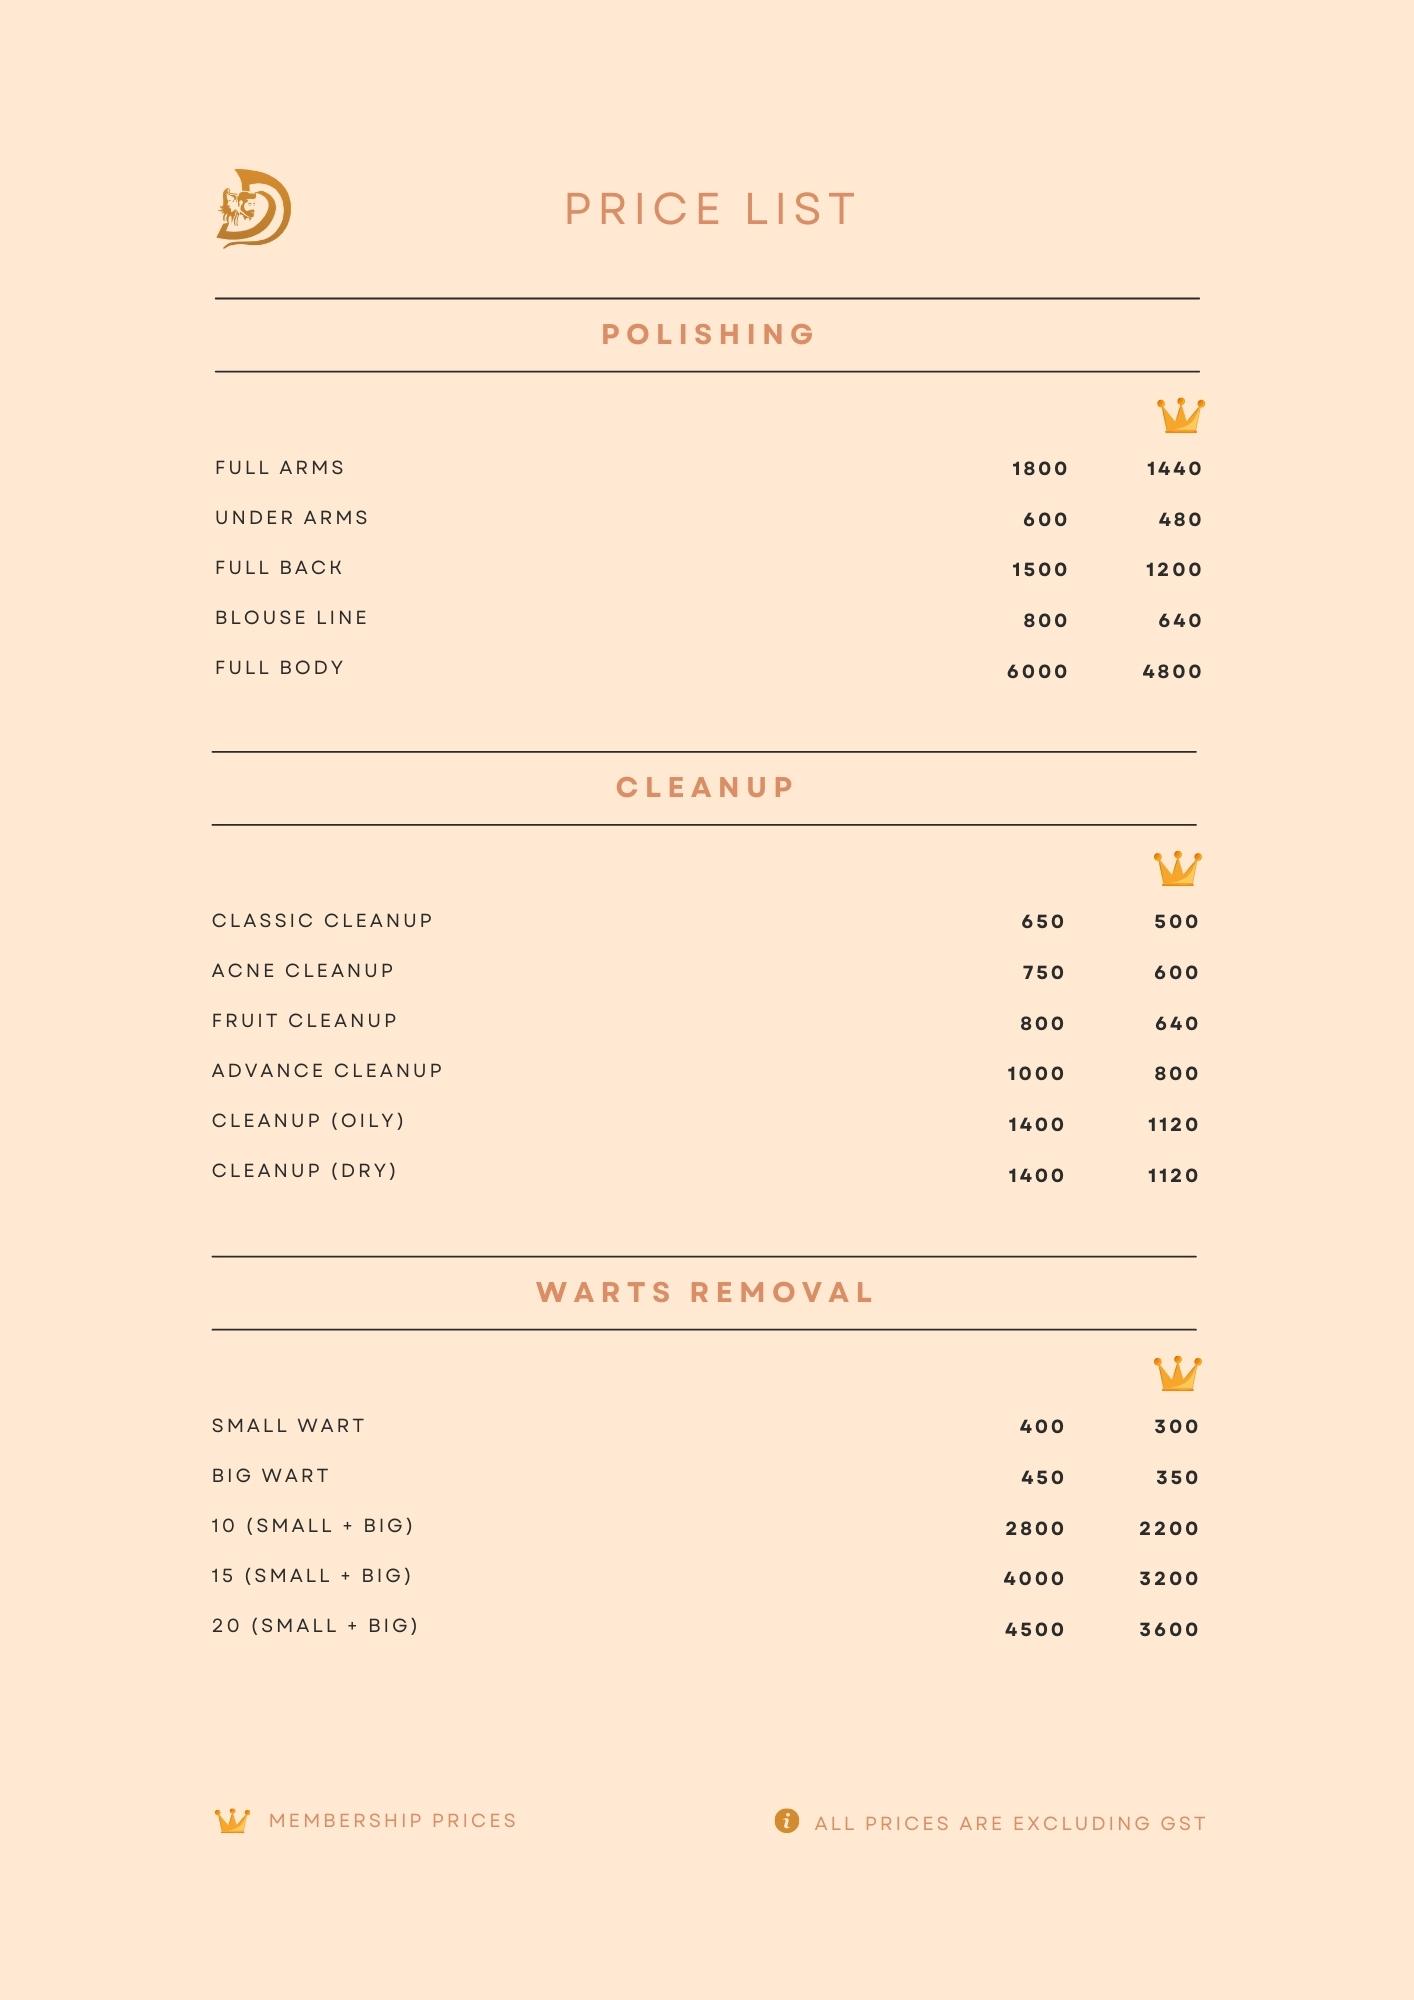 PRICE LIST
POLISHING
FULL ARMS 1800 1440
UNDER ARMS 600 480
FULL BACK 1500 1200
BLOUSE LINE 800 640
FULL BODY 6000 4800
CLEANUP
CLASSIC CLEANUP 650 500
ACNE CLEANUP 750 600
FRUIT CLEANUP 800 640
ADVANCE CLEANUP 1000 800
CLEANUP (OILY) 1400 1120
CLEANUP (DRY) 1400 1120
WARTS REMOVAL
SMALL WART 400 300
BIG WART 450 350
10 (SMALL + BIG) 2800 2200
15 (SMALL + BIG) 4000 3200
20 (SMALL + BIG) 4500 3600
MEMBERSHIP PRICES
ALL PRICES ARE EXCLUDING GST